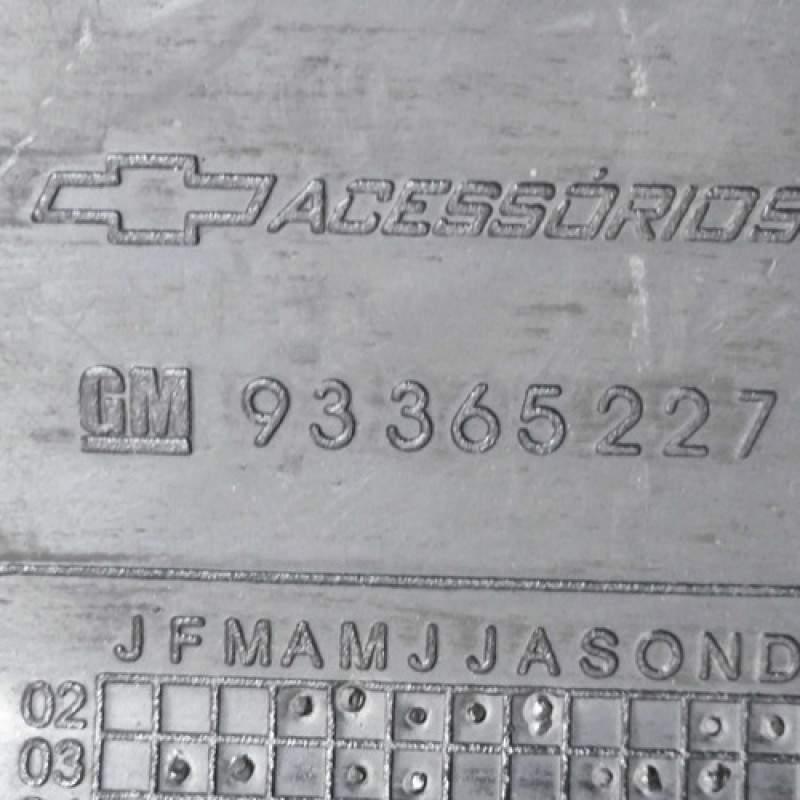 ACESSÓRIOS
GM 93365227
JFMAMJJASOND
02
03